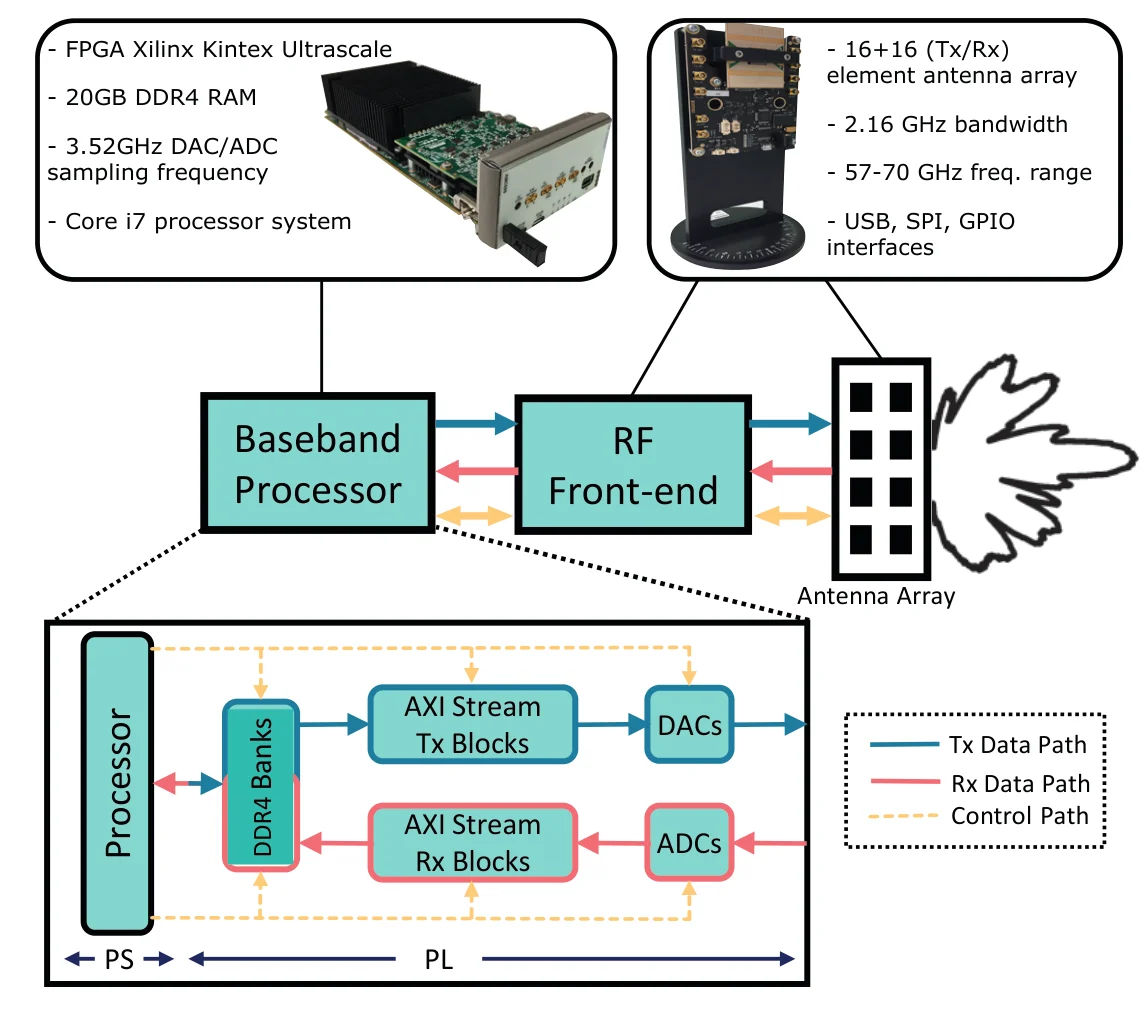 - FPGA Xilinx Kintex Ultrascale
- 20GB DDR4 RAM
- 3.52GHz DAC/ADC
sampling frequency
- Core i7 processor system
- 16+16 (Tx/Rx)
element antenna array
- 2.16 GHz bandwidth
- 57-70 GHz freq. range
- USB, SPI, GPIO
interfaces
Baseband
Processor
RF
Front-end
Antenna Array
Processor
DDR4 Banks
AXI Stream
Tx Blocks
DACs
AXI Stream
Rx Blocks
ADCs
PS
PL
Tx Data Path
Rx Data Path
Control Path